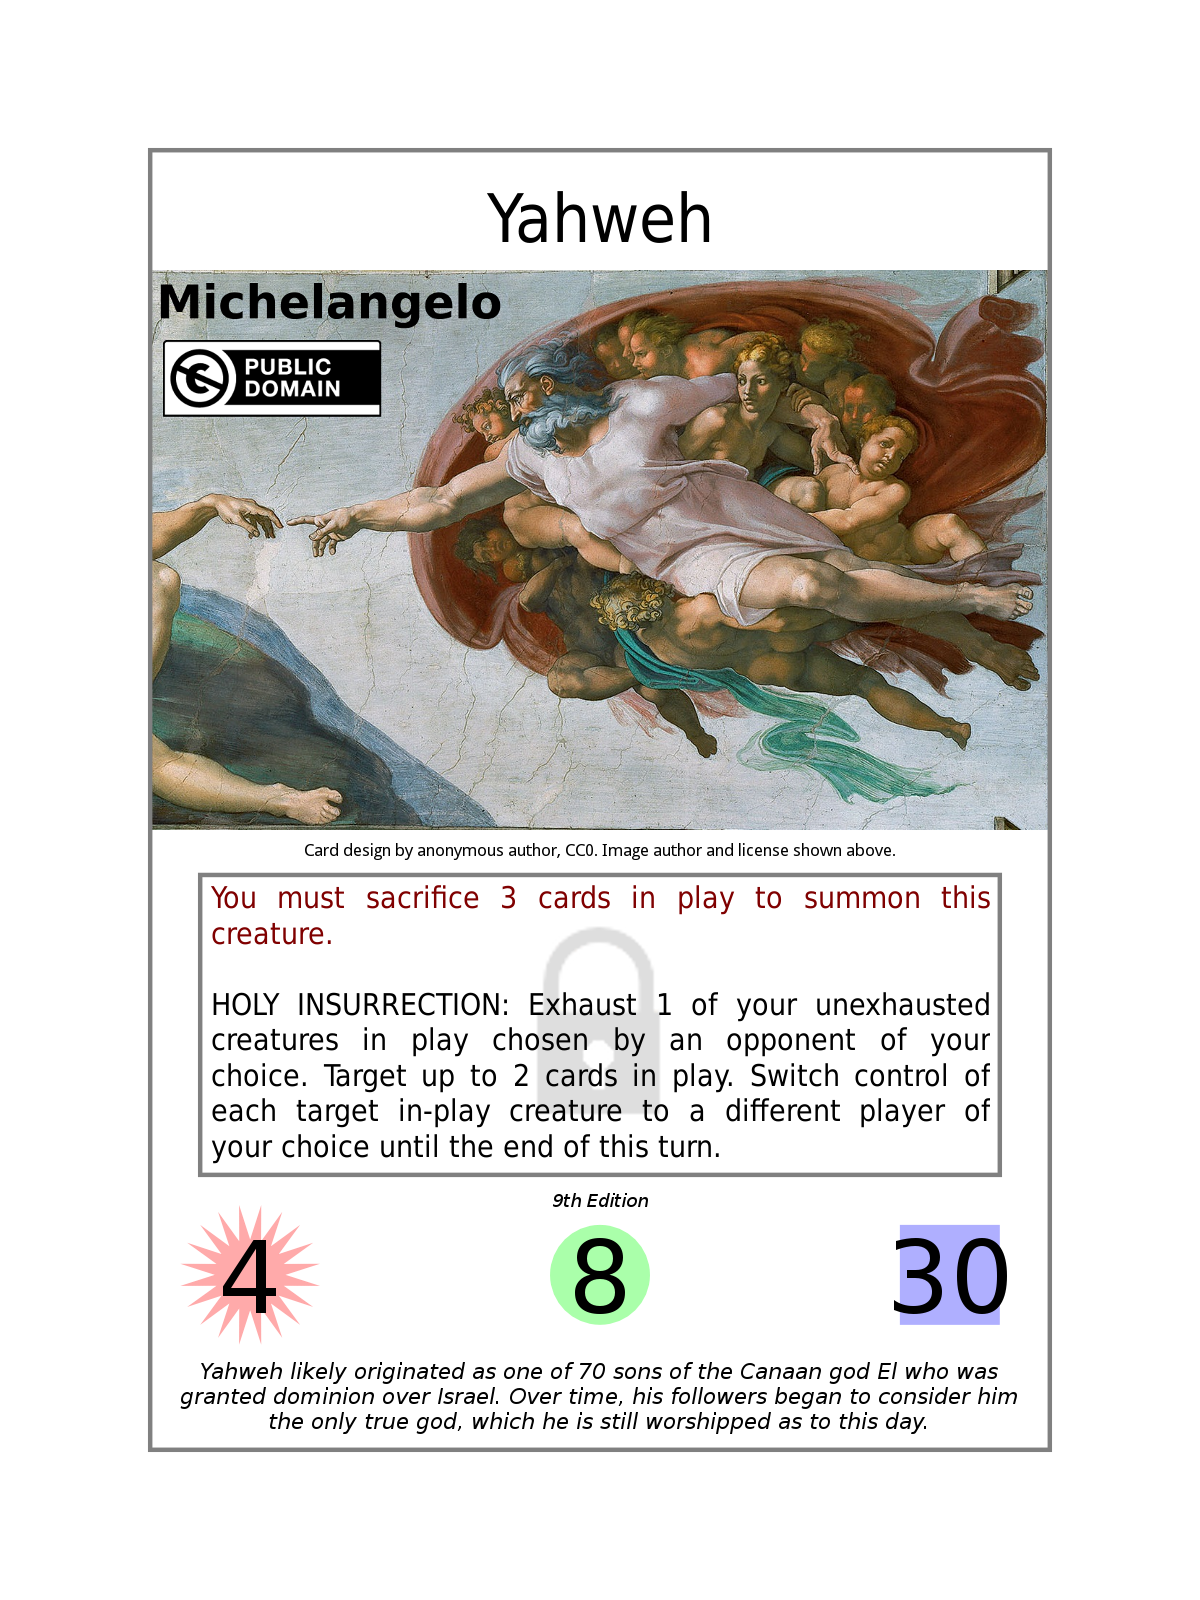 Yahweh
Michelangelo
PUBLIC
DOMAIN
Card design by anonymous author, CC0. Image author and license shown above.
You must sacrifice 3 cards in play to summon this
creature.
HOLY INSURRECTION: Exhaust 1 of your unexhausted
creatures in play chosen by an opponent of your
choice. Target up to 2 cards in play. Switch control of
each target in-play creature to a different player of
your choice until the end of this turn.
9th Edition
4
8
30
Yahweh likely originated as one of 70 sons of the Canaan god El who was
granted dominion over Israel. Over time, his followers began to consider him
the only true god, which he is still worshipped as to this day.